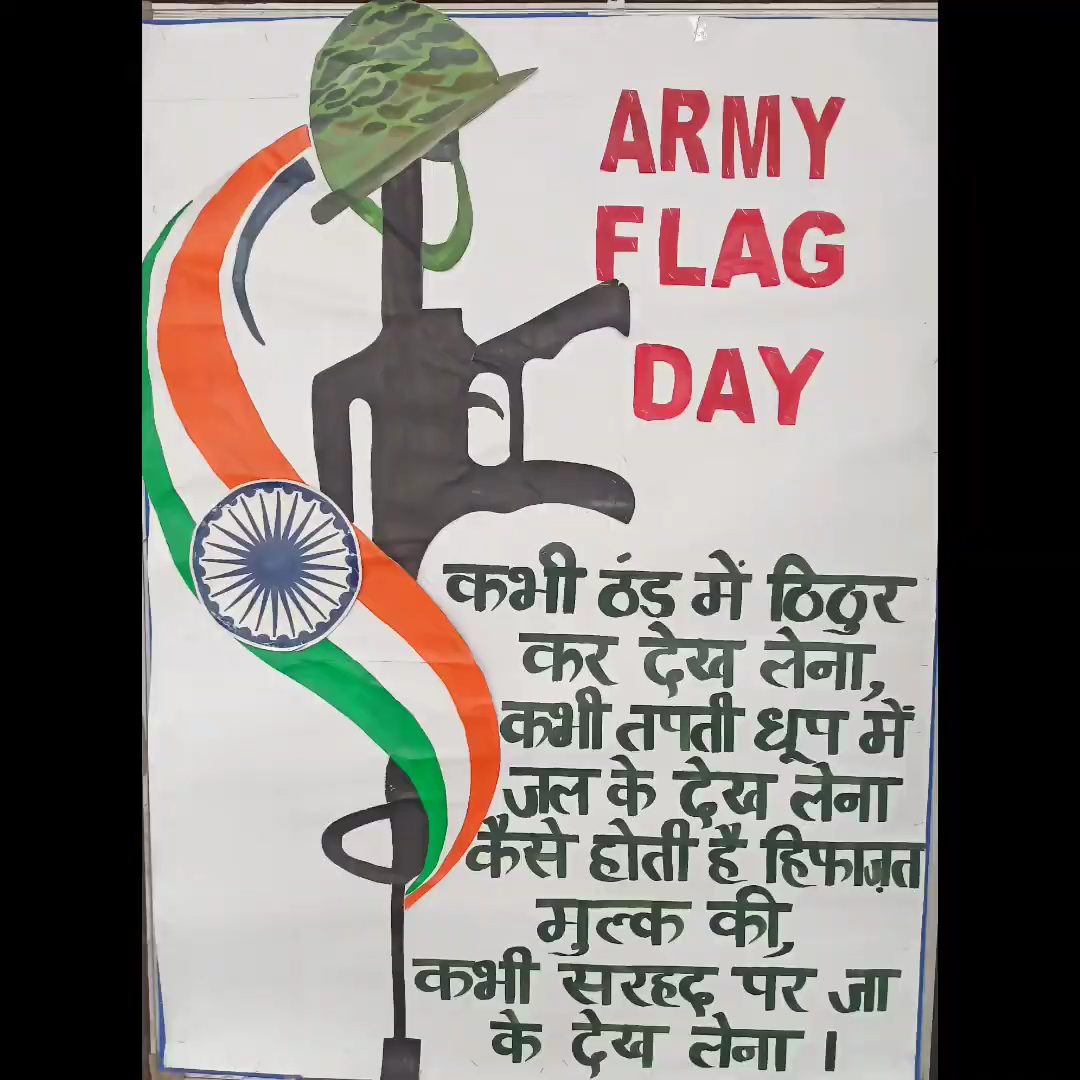 ARMY
FLAG
DAY
कभी ठंड में ठिठुर
कर देख लेना,
कभी तपती धूप में
जल के देख लेना
कैसे होती है हिफाज़त
मुल्क की,
कभी सरहद पर जा
के देख लेना ।